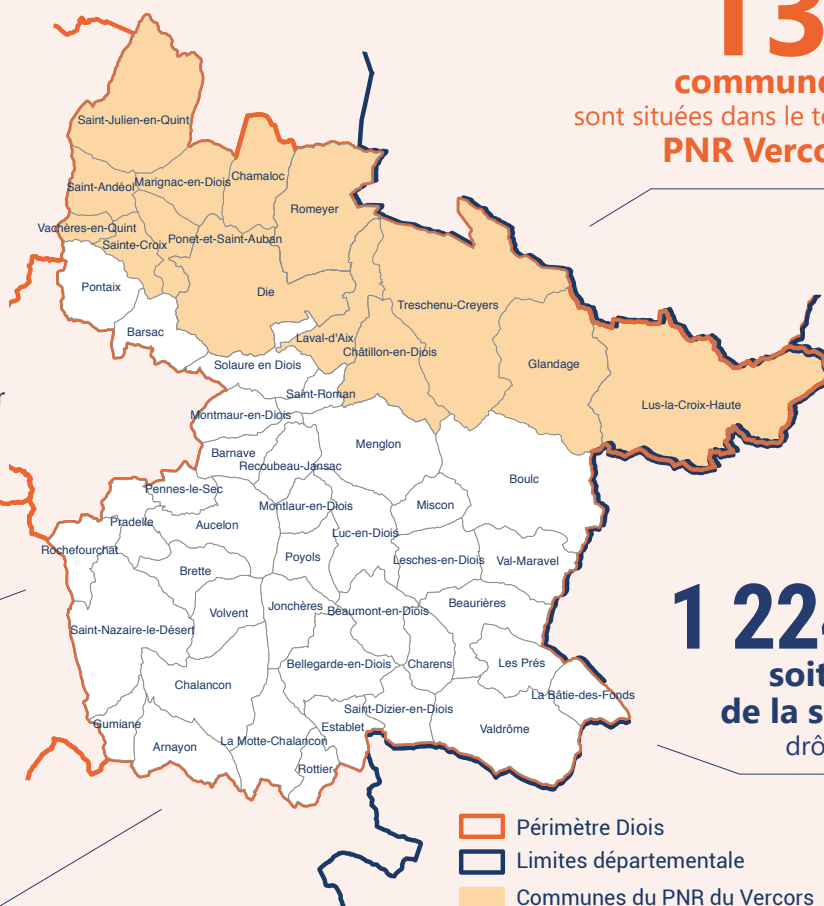 13
commune
sont situées dans le te
PNR Verco
Saint-Julien-en-Quint
Saint-Andéol
Marignac-en-Diois
Chamaloc
Romeyer
Vachères-en-Quint
Sainte-Croix
Ponet-et-Saint-Auban
Pontaix
Die
Treschenu-Creyers
Barsac
Laval-d'Aix
Châtillon-en-Diois
Glandage
Solaure en Diois
Saint-Roman
Lus-la-Croix-Haute
Montmaur-en-Diois
Menglon
Barnave
Recoubeau-Jansac
Boulc
Pennes-le-Sec
Montlaur-en-Diois
Miscon
Pradelle
Aucelon
Luc-en-Diois
Rochefourchat
Poyols
Lesches-en-Diois
Val-Maravel
Brette
Volvent
Jonchères
Beaumont-en-Diois
Beaurières
Saint-Nazaire-le-Désert
Bellegarde-en-Diois
Charens
Les Prés
Chalancon
La Bâtie-des-Fonds
Saint-Dizier-en-Diois
Gumiane
Establet
Valdrôme
Arnayon
La Motte-Chalancon
Rottier
1 224
soit
de la s
drô
Périmètre Diois
Limites départementale
Communes du PNR du Vercors